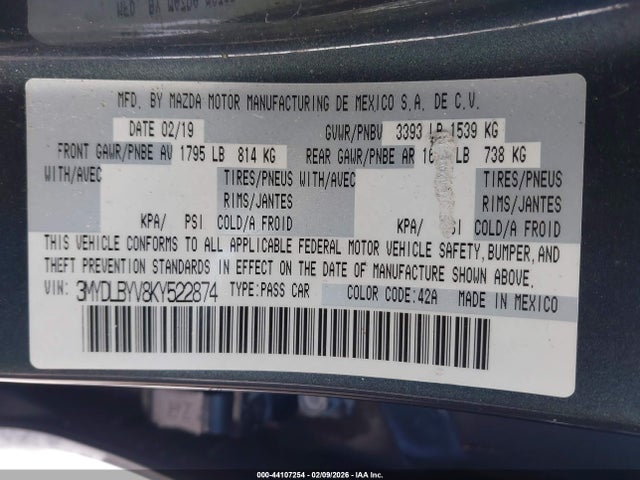 MFD. BY MAZDA MOTOR MANUFACTURING DE MEXICO S.A. DE C.V.
DATE 02/19 GVWR/PNBV 3393 LB 1539 KG
FRONT GAWR/PNBE AV 1795 LB 814 KG REAR GAWR/PNBE AR LB 738 KG
WITH/AVEC TIRES/PNEUS WITH/AVEC TIRES/PNEUS
RIMS/JANTES RIMS/JANTES
KPA/ PSI COLD/A FROID KPA/ PSI COLD/A FROID
THIS VEHICLE CONFORMS TO ALL APPLICABLE FEDERAL MOTOR VEHICLE SAFETY, BUMPER, AND
THEFT PREVENTION STANDARDS IN EFFECT ON THE DATE OF MANUFACTURE SHOWN ABOVE.
VIN: 3MYDLBYV8KY522874 TYPE:PASS CAR COLOR CODE:42A MADE IN MEXICO
000-44107254 - 02/09/2026 - IAA Inc.